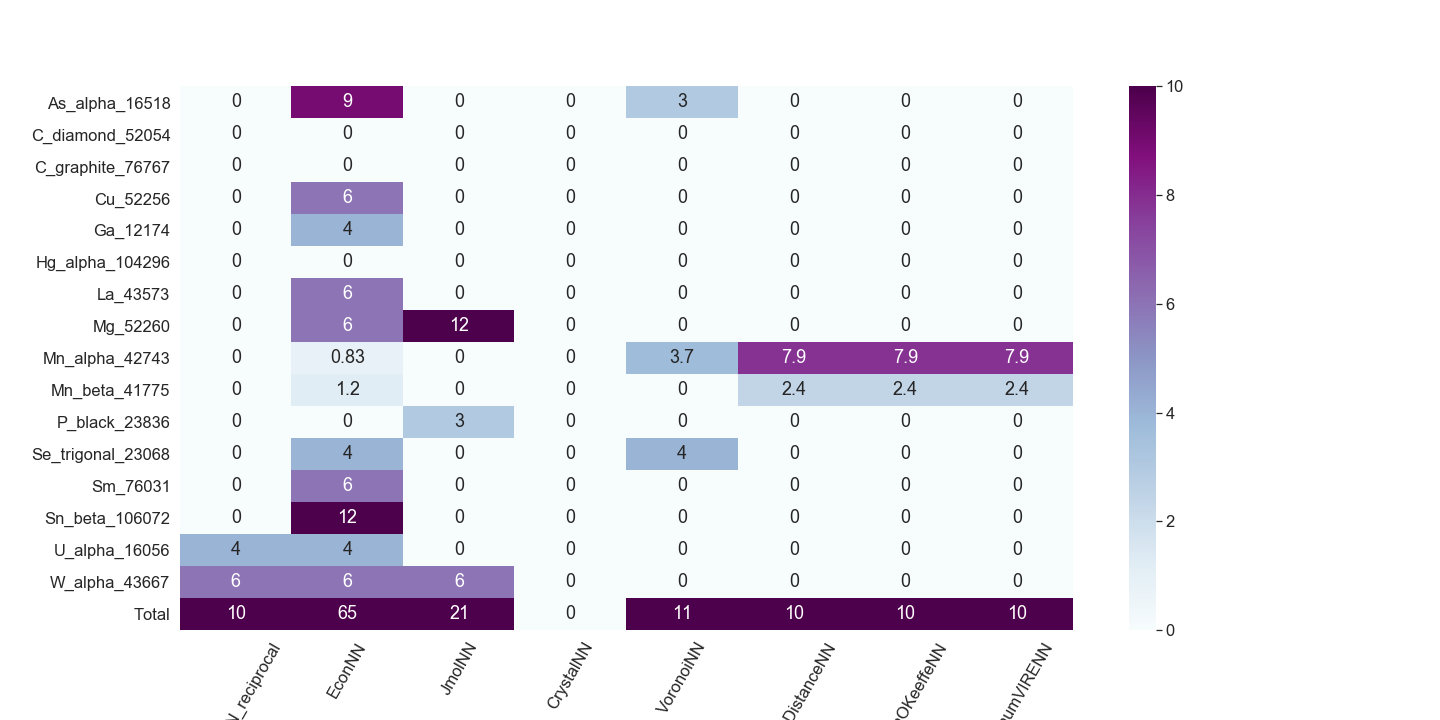 As_alpha_16518 0 9 0 0 3 0 0 0
C_diamond_52054 0 0 0 0 0 0 0 0
C_graphite_76767 0 0 0 0 0 0 0 0
Cu_52256 0 6 0 0 0 0 0 0
Ga_12174 0 4 0 0 0 0 0 0
Hg_alpha_104296 0 0 0 0 0 0 0 0
La_43573 0 6 0 0 0 0 0 0
Mg_52260 0 6 12 0 0 0 0 0
Mn_alpha_42743 0 0.83 0 0 3.7 7.9 7.9 7.9
Mn_beta_41775 0 1.2 0 0 0 2.4 2.4 2.4
P_black_23836 0 0 3 0 0 0 0 0
Se_trigonal_23068 0 4 0 0 4 0 0 0
Sm_76031 0 6 0 0 0 0 0 0
Sn_beta_106072 0 12 0 0 0 0 0 0
U_alpha_16056 4 4 0 0 0 0 0 0
W_alpha_43667 6 6 6 0 0 0 0 0
Total 10 65 21 0 11 10 10 10
N_reciprocal
EconNN
JmolNN
CrystalNN
VoronoiNN
DistanceNN
OKeeffeNN
umVIRENN
10
8
6
4
2
0